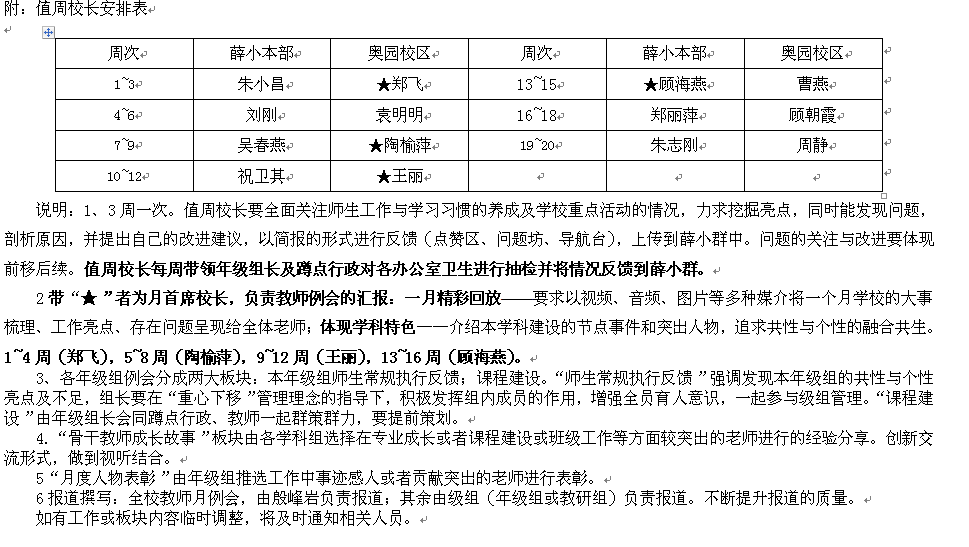 附：值周校长安排表
周次 薛小本部 奥园校区 周次 薛小本部 奥园校区
1~3 朱小昌 ★郑飞 13~15 ★顾海燕 曹燕
4~6 刘刚 袁明明 16~18 郑丽萍 顾朝霞
7~9 吴春燕 ★陶榆萍 19~20 朱志刚 周静
10~12 祝卫其 ★王丽
说明：1、3周一次。值周校长要全面关注师生工作与学习习惯的养成及学校重点活动的情况，力求挖掘亮点，同时能发现问题，
剖析原因，并提出自己的改进建议，以简报的形式进行反馈（点赞区、问题坊、导航台），上传到薛小群中。问题的关注与改进要体现
前移后续。值周校长每周带领年级组长及蹲点行政对各办公室卫生进行抽检并将情况反馈到薛小群。
2带“★”者为月首席校长，负责教师例会的汇报：一月精彩回放——要求以视频、音频、图片等多种媒介将一个月学校的大事
梳理、工作亮点、存在问题呈现给全体老师；体现学科特色——介绍本学科建设的节点事件和突出人物，追求共性与个性的融合共生。
1~4周（郑飞），5~8周（陶榆萍），9~12周（王丽），13~16周（顾海燕）。
3、各年级组例会分成两大板块：本年级组师生常规执行反馈；课程建设。“师生常规执行反馈”强调发现本年级组的共性与个性
亮点及不足，组长要在“重心下移”管理理念的指导下，积极发挥组内成员的作用，增强全员育人意识，一起参与级组管理。“课程建
设”由年级组长会同蹲点行政、教师一起群策群力，要提前策划。
4.“骨干教师成长故事”板块由各学科组选择在专业成长或者课程建设或班级工作等方面较突出的老师进行的经验分享。创新交
流形式，做到视听结合。
5“月度人物表彰”由年级组推选工作中事迹感人或者贡献突出的老师进行表彰。
6报道撰写：全校教师月例会，由殷峰岩负责报道；其余由级组（年级组或教研组）负责报道。不断提升报道的质量。
如有工作或板块内容临时调整，将及时通知相关人员。